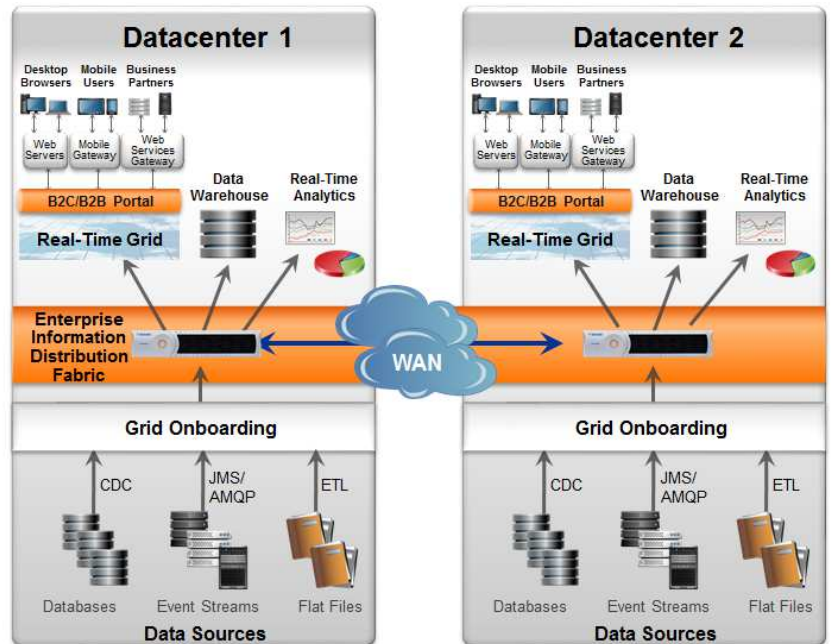 Datacenter 1
Desktop
Browsers
Mobile
Users
Business
Partners
Web
Servers
Mobile
Gateway
Web
Services
Gateway
B2C/B2B Portal
Real-Time Grid
Data
Warehouse
Real-Time
Analytics
Enterprise
Information
Distribution
Fabric
WAN
Grid Onboarding
CDC
JMS/
AMQP
ETL
Databases
Event Streams
Flat Files
Data Sources
Datacenter 2
Desktop
Browsers
Mobile
Users
Business
Partners
Web
Servers
Mobile
Gateway
Web
Services
Gateway
B2C/B2B Portal
Real-Time Grid
Data
Warehouse
Real-Time
Analytics
Grid Onboarding
CDC
JMS/
AMQP
ETL
Databases
Event Streams
Flat Files
Data Sources